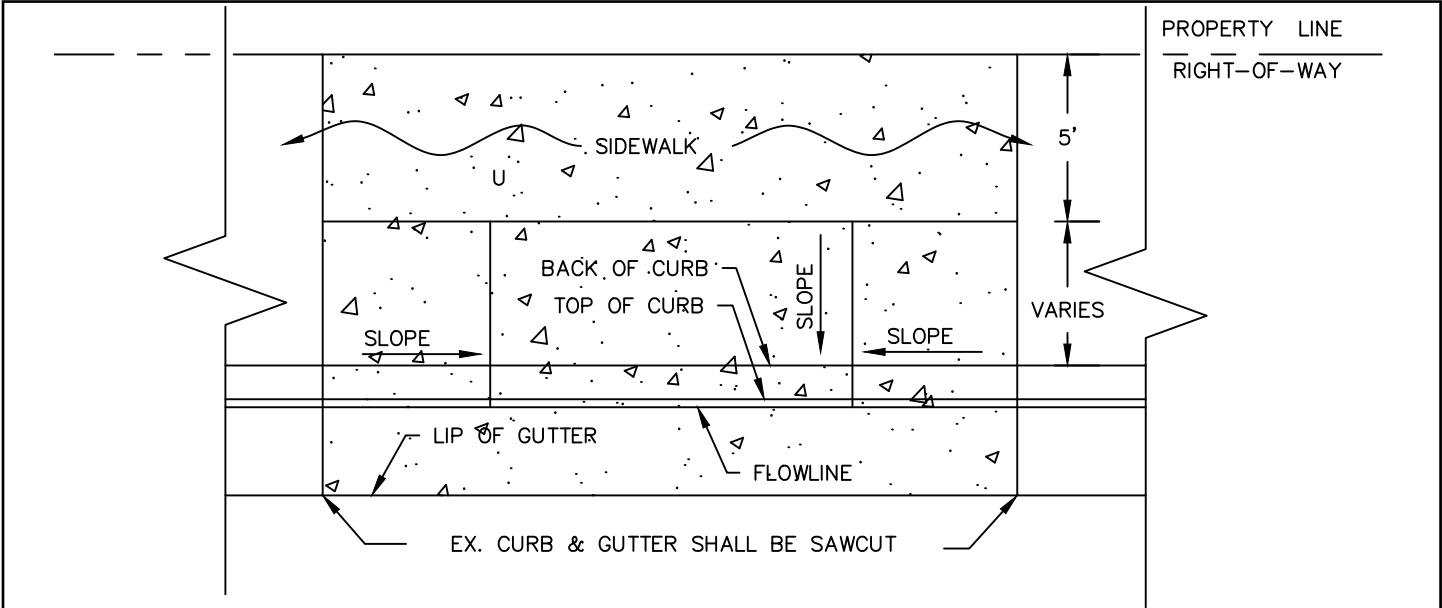 PROPERTY LINE
RIGHT-OF-WAY
5'
SIDEWALK
U
BACK OF CURB
SLOPE
TOP OF CURB
VARIES
SLOPE
SLOPE
LIP OF GUTTER
FLOWLINE
EX. CURB & GUTTER SHALL BE SAWCUT